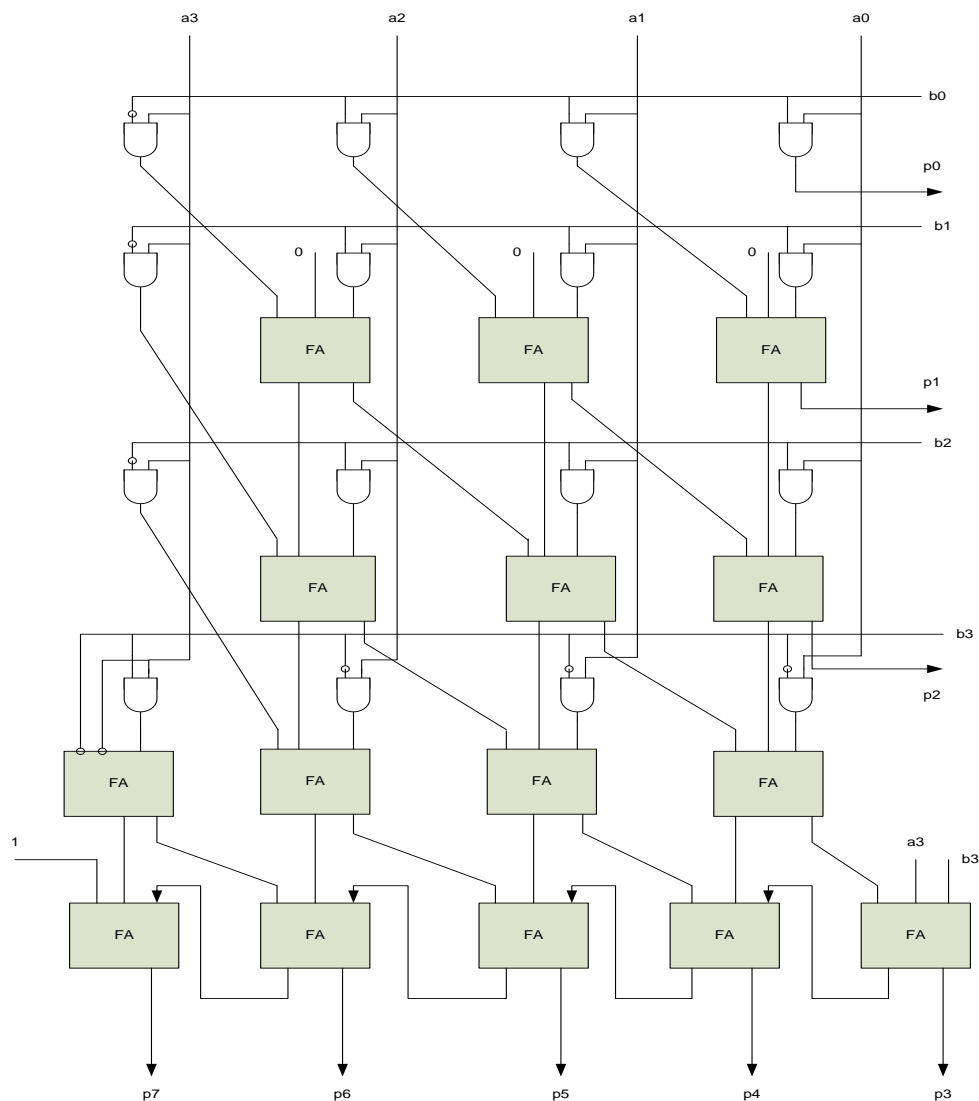 a3 a2 a1 a0
b0
p0
b1
0 0 0
FA FA FA
p1
b2
FA FA FA
b3
p2
FA FA FA FA
1 a3 b3
FA FA FA FA FA
p7 p6 p5 p4 p3